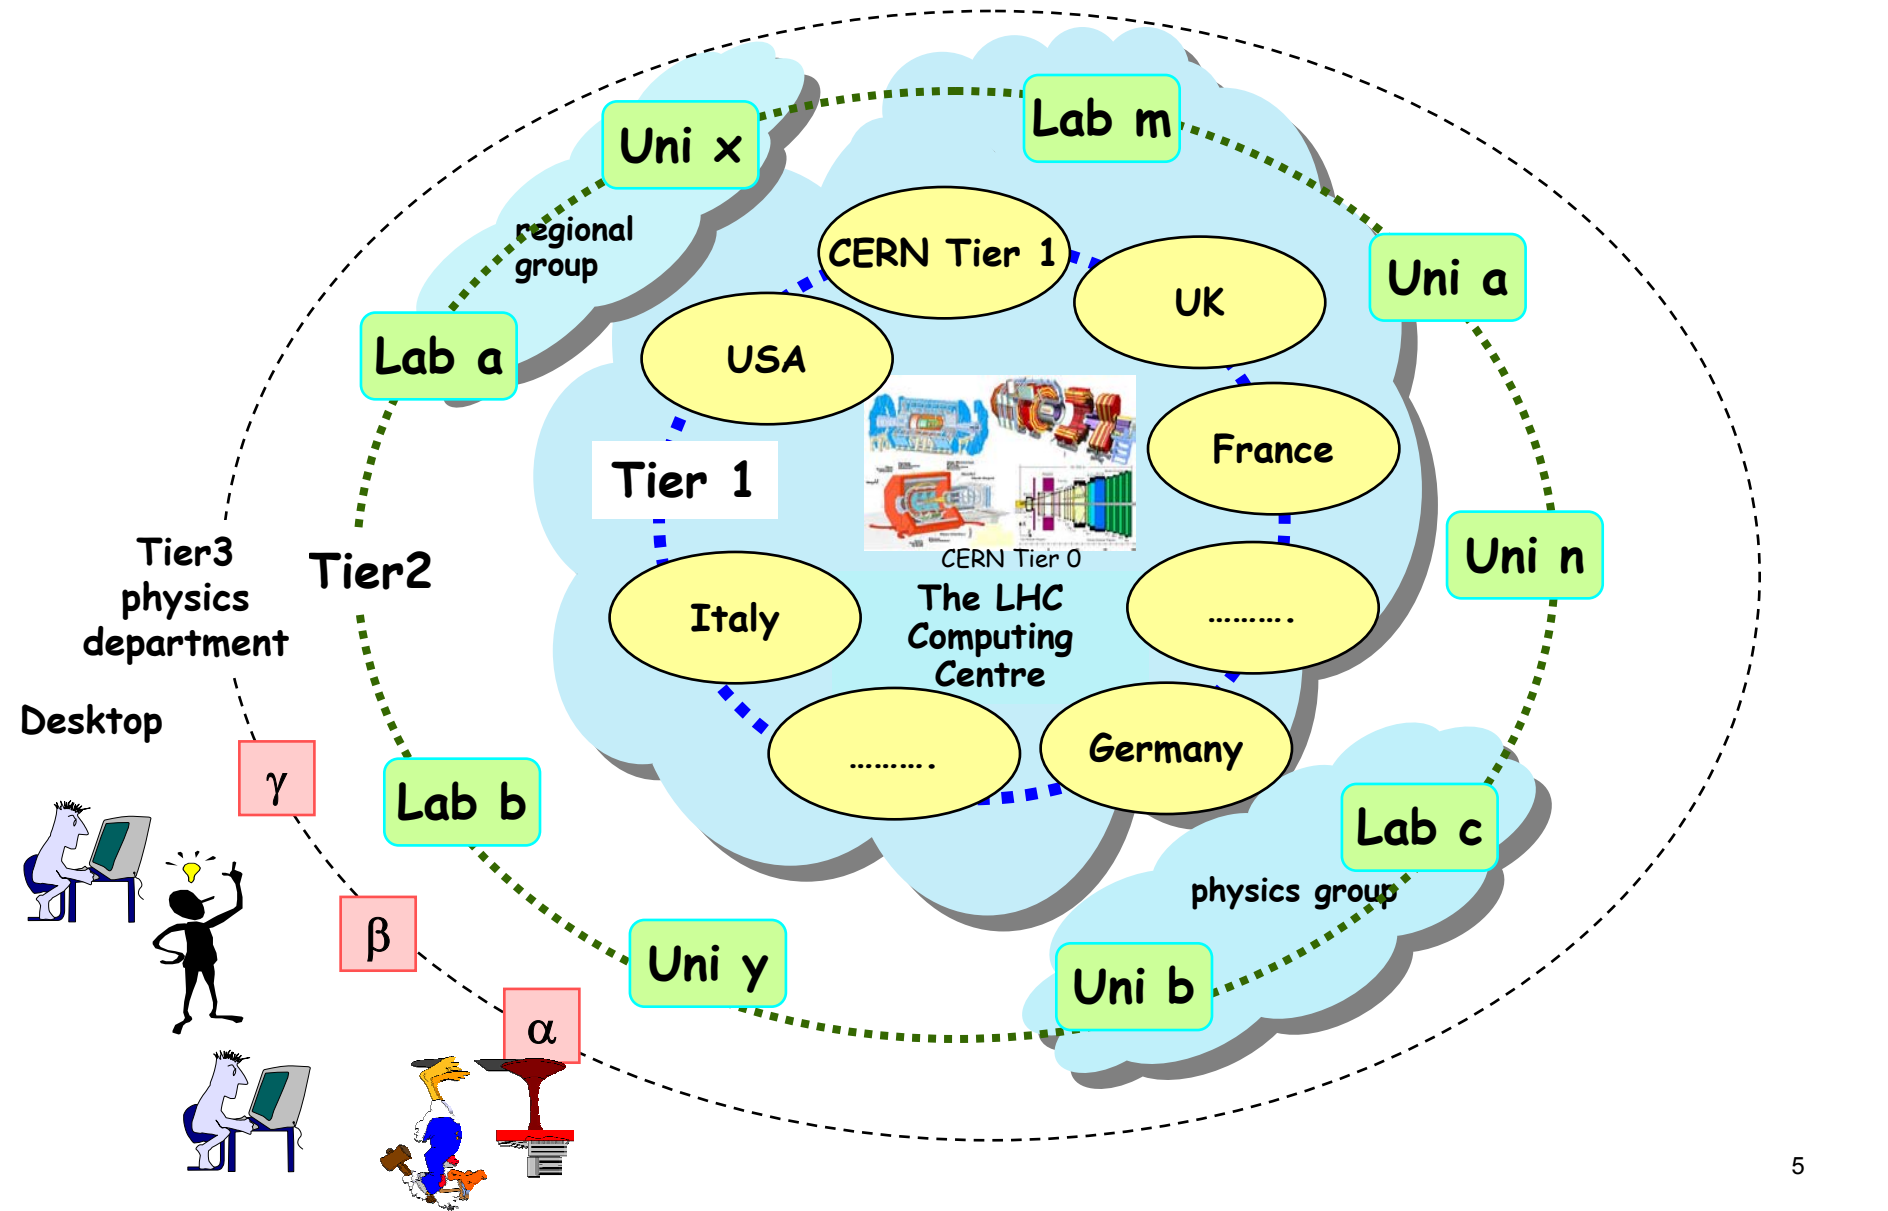 Lab m
Uni x
regional
group
CERN Tier 1
Uni a
UK
Lab a
USA
France
Tier 1
Uni n
CERN Tier 0
The LHC
Computing
Centre
Tier3
physics
department
Tier2
Italy
..........
Desktop
..........
Germany
γ
Lab b
Lab c
physics group
β
Uni y
Uni b
α
5